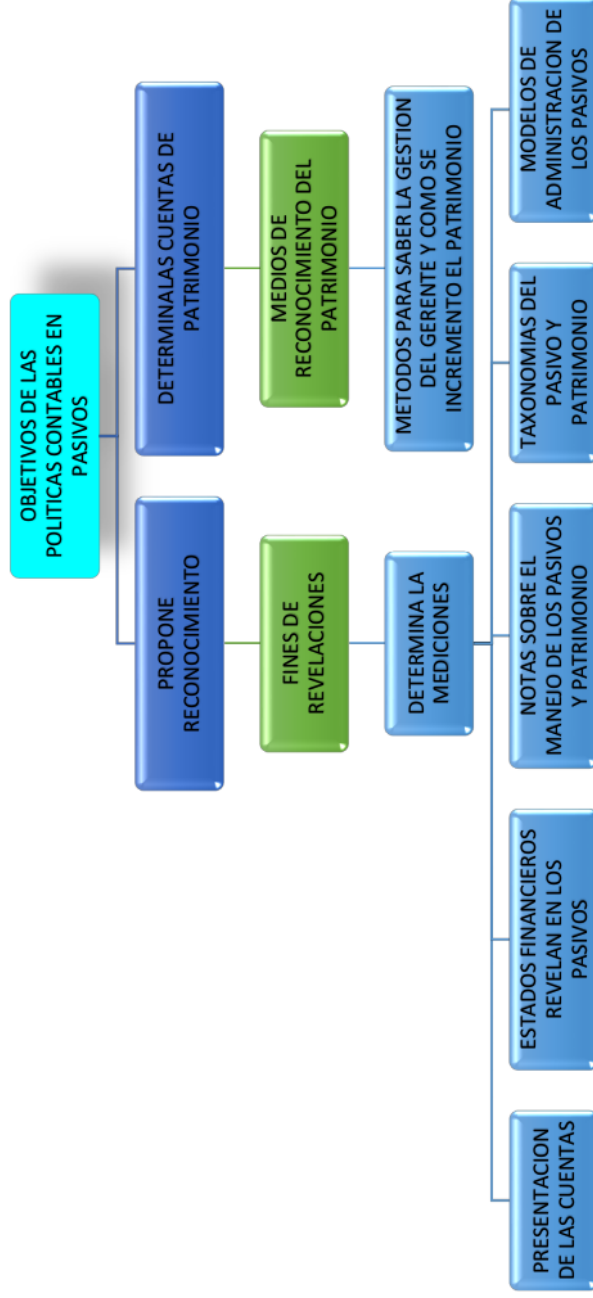 OBJETIVOS DE LAS
POLITICAS CONTABLES EN
PASIVOS
PROPONE
RECONOCIMIENTO
DETERMINALAS CUENTAS DE
PATRIMONIO
FINES DE
REVELACIONES
MEDIOS DE
RECONOCIMIENTO DEL
PATRIMONIO
DETERMINA LA
MEDICIONES
METODOS PARA SABER LA GESTION
DEL GERENTE Y COMO SE
INCREMENTO EL PATRIMONIO
PRESENTACION
DE LAS CUENTAS
ESTADOS FINANCIEROS
REVELAN EN LOS
PASIVOS
NOTAS SOBRE EL
MANEJO DE LOS PASIVOS
Y PATRIMONIO
TAXONOMIAS DEL
PASIVO Y
PATRIMONIO
MODELOS DE
ADMINISTRACION DE
LOS PASIVOS